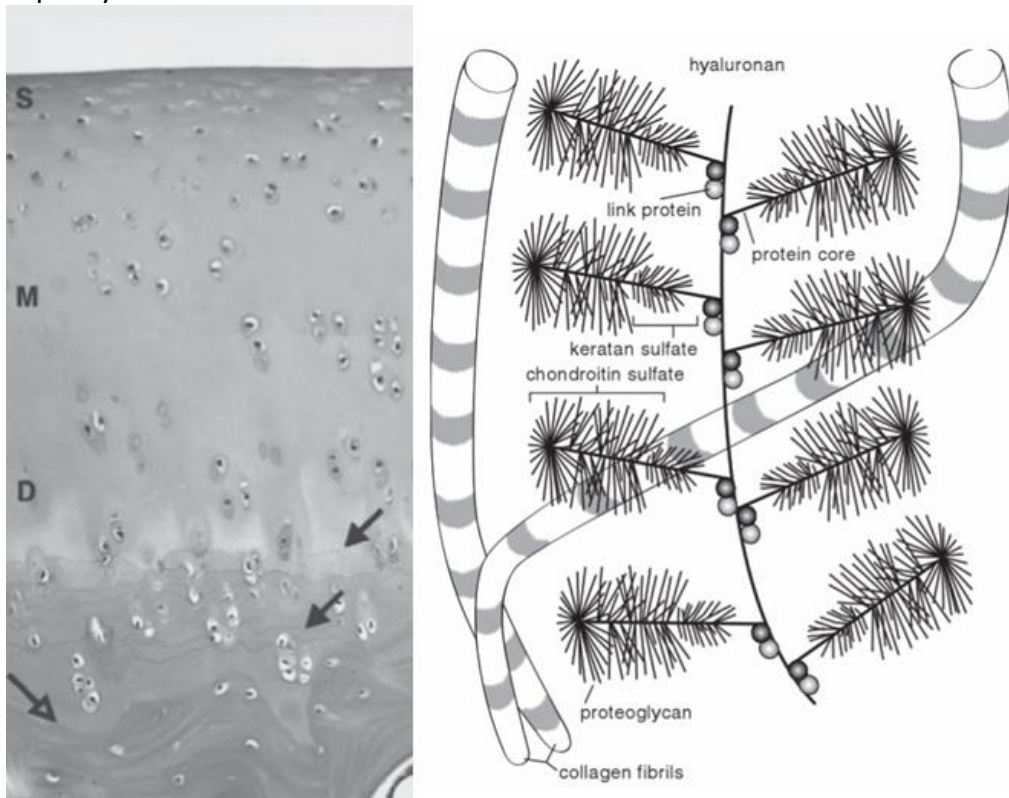 S
M
D
hyaluronan
link protein
protein core
keratan sulfate
chondroitin sulfate
proteoglycan
collagen fibrils